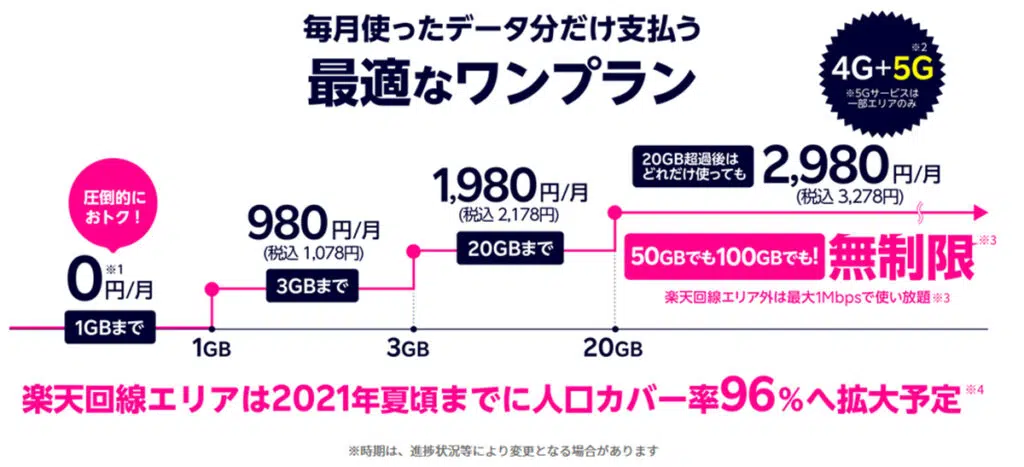 毎月使ったデータ分だけ支払う
最適なワンプラン
※2
4G+5G
※5Gサービスは
一部エリアのみ
圧倒的に
おトク!
0円/月※1
1GBまで
980円/月
(税込 1,078円)
3GBまで
1,980円/月
(税込 2,178円)
20GBまで
20GB超過後は
どれだけ使っても
2,980円/月
(税込 3,278円)
50GBでも100GBでも!
無制限※3
楽天回線エリア外は最大1Mbpsで使い放題※3
1GB
3GB
20GB
楽天回線エリアは2021年夏頃までに人口カバー率96%へ拡大予定※4
※時期は、進捗状況等により変更となる場合があります